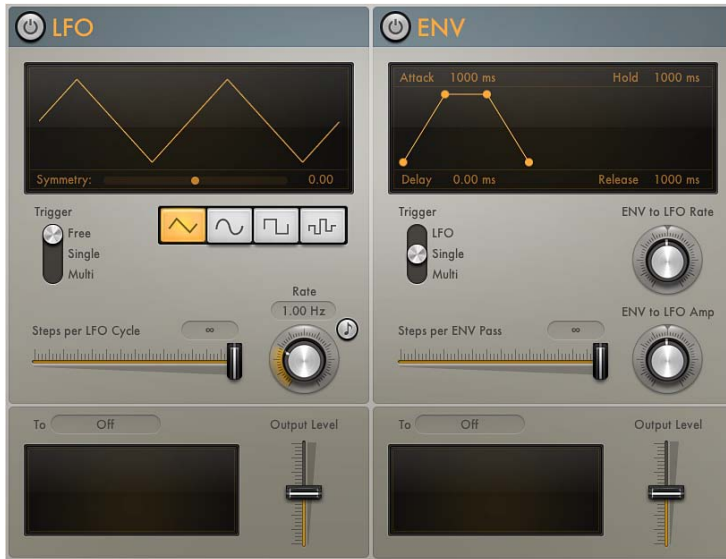 LFO
Symmetry: 0.00
Trigger
Free
Single
Multi
Rate
1.00 Hz
Steps per LFO Cycle ∞
To Off
Output Level
ENV
Attack 1000 ms Hold 1000 ms
Delay 0.00 ms Release 1000 ms
Trigger
LFO
Single
Multi
ENV to LFO Rate
ENV to LFO Amp
Steps per ENV Pass ∞
To Off
Output Level